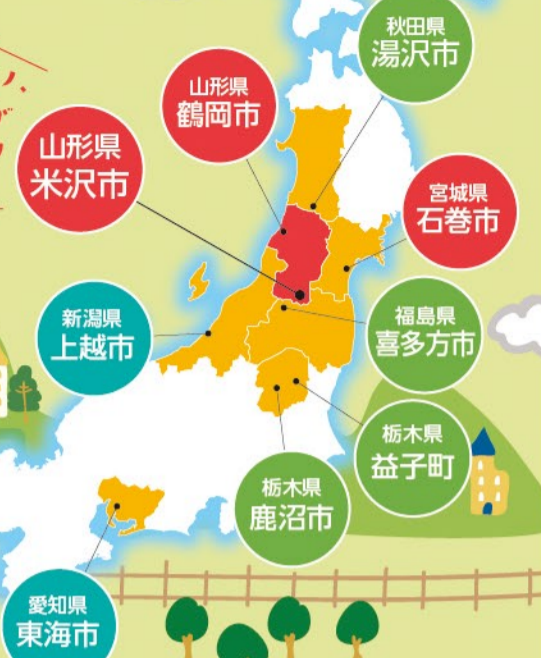 秋田県
湯沢市
山形県
鶴岡市
山形県
米沢市
宮城県
石巻市
新潟県
上越市
福島県
喜多方市
栃木県
益子町
栃木県
鹿沼市
愛知県
東海市